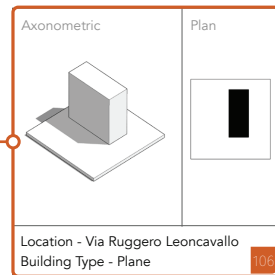 Axonometric
Plan
Location - Via Ruggero Leoncavallo
Building Type - Plane
106